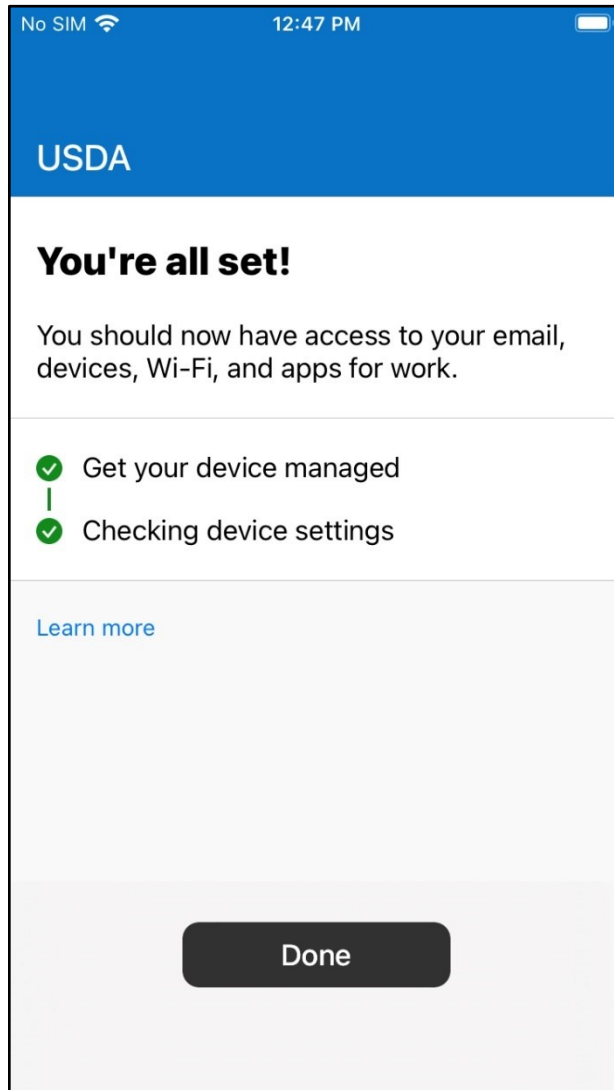 No SIM 12:47 PM
USDA
You're all set!
You should now have access to your email,
devices, Wi-Fi, and apps for work.
Get your device managed
Checking device settings
Learn more
Done